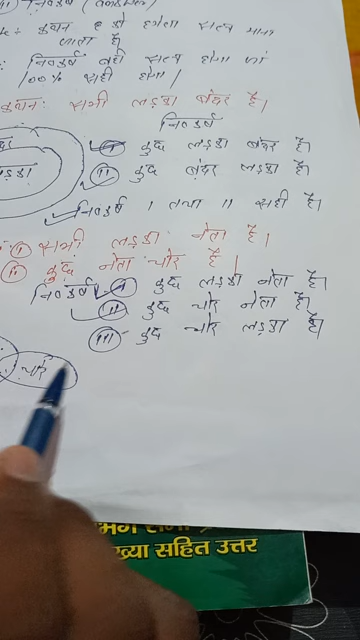 निष्कर्ष
कथन को हमेशा सत्य माना
जाता है।
निष्कर्ष वही सत्य होगा जो
100% सही होगा।
कथन: सभी लड़का बंदर है।
निष्कर्ष
I कुछ लड़का बंदर है।
II कुछ बंदर लड़का है।
निष्कर्ष I तथा II सही है।
I सभी लड़का नेता है।
II कुछ नेता चोर है।
निष्कर्ष I कुछ लड़का नेता है।
II कुछ चोर नेता है।
III कुछ चोर लड़का है।
चोर
ख्या सहित उत्तर